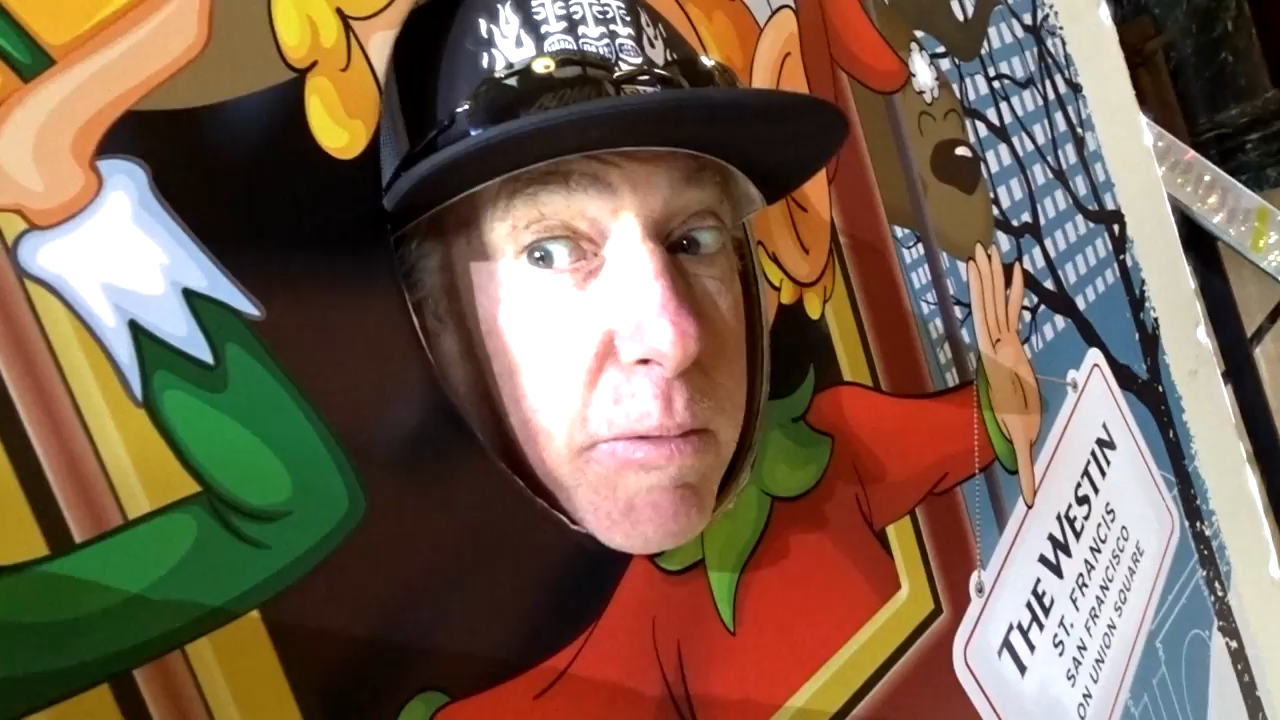 THE WESTIN
ST. FRANCIS
SAN FRANCISCO
ON UNION SQUARE